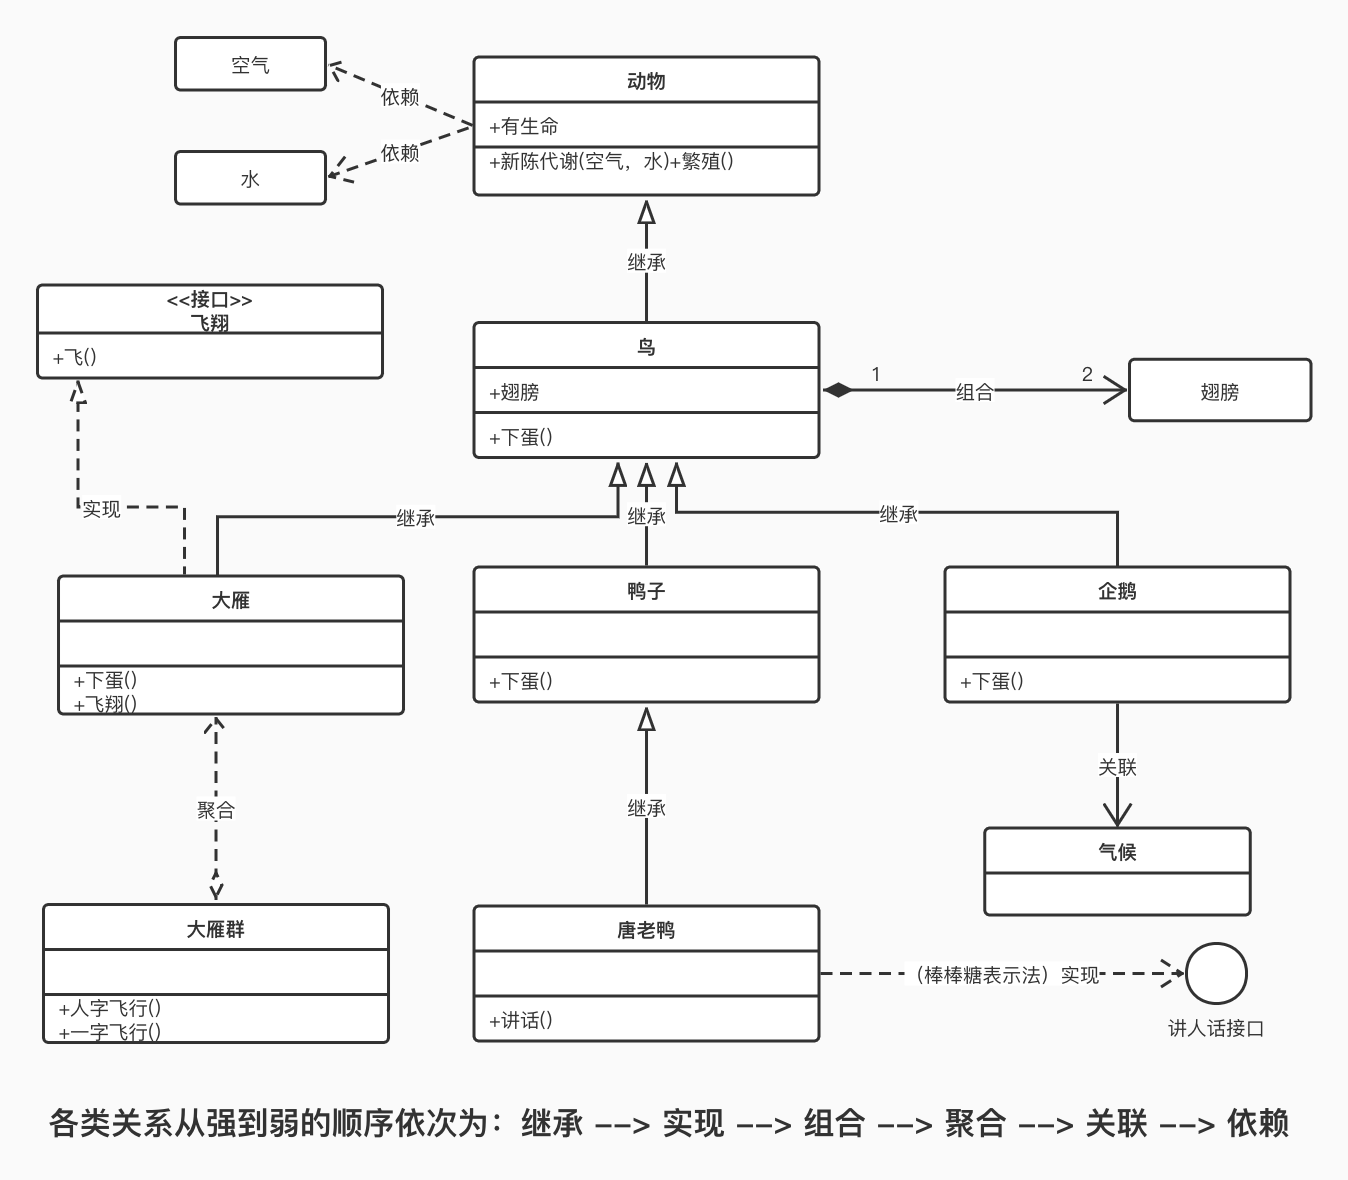 空气
动物
依赖
+有生命
依赖
+新陈代谢(空气，水)+繁殖()
水
继承
<<接口>>
飞翔
+飞()
鸟
+翅膀
+下蛋()
1
组合
2
翅膀
实现
继承
继承
继承
大雁
+下蛋()
+飞翔()
鸭子
+下蛋()
企鹅
+下蛋()
聚合
继承
关联
气候
大雁群
+人字飞行()
+一字飞行()
唐老鸭
+讲话()
（棒棒糖表示法）实现
讲人话接口
各类关系从强到弱的顺序依次为：继承 --> 实现 --> 组合 --> 聚合 --> 关联 --> 依赖